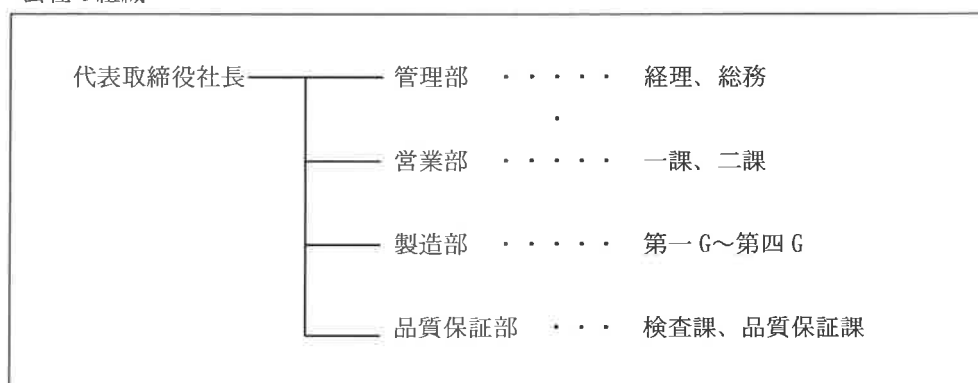 代表取締役社長 管理部 ・・・・・ 経理、総務
営業部 ・・・・・ 一課、二課
製造部 ・・・・・ 第一G～第四G
品質保証部 ・・・ 検査課、品質保証課